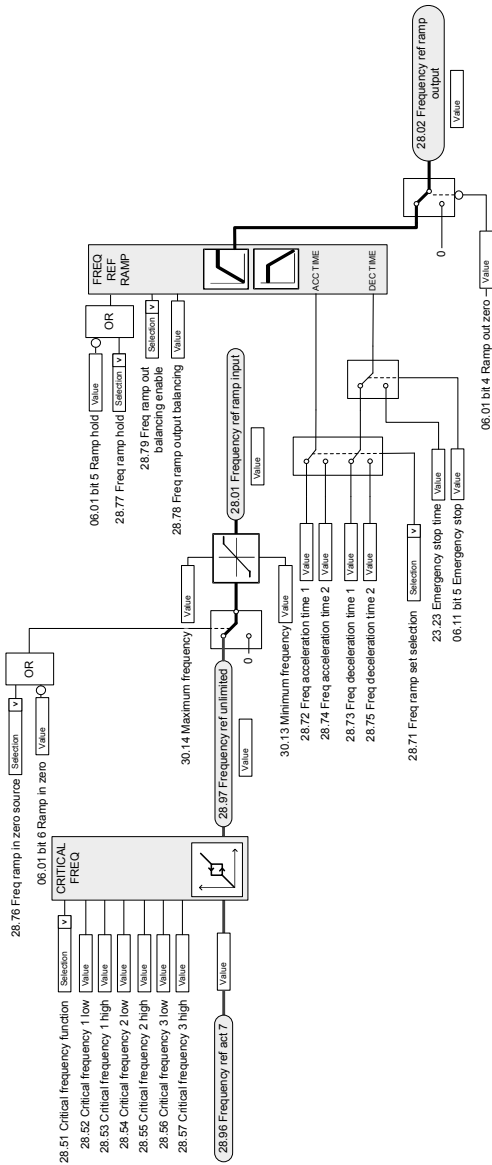 28.76 Freq ramp in zero source
Selection
v
06.01 bit 6 Ramp in zero
Value
OR
28.51 Critical frequency function
Selection
v
28.52 Critical frequency 1 low
Value
28.53 Critical frequency 1 high
Value
28.54 Critical frequency 2 low
Value
28.55 Critical frequency 2 high
Value
28.56 Critical frequency 3 low
Value
28.57 Critical frequency 3 high
Value
CRITICAL
FREQ
28.96 Frequency ref act 7
Value
28.97 Frequency ref unlimited
Value
0
30.14 Maximum frequency
Value
30.13 Minimum frequency
Value
28.01 Frequency ref ramp input
Value
06.01 bit 5 Ramp hold
Value
28.77 Freq ramp hold
Selection
v
OR
28.79 Freq ramp out
balancing enable
Selection
v
28.78 Freq ramp output balancing
Value
FREQ
REF
RAMP
ACC TIME
DEC TIME
28.72 Freq acceleration time 1
Value
28.74 Freq acceleration time 2
Value
28.73 Freq deceleration time 1
Value
28.75 Freq deceleration time 2
Value
28.71 Freq ramp set selection
Selection
v
23.23 Emergency stop time
Value
06.11 bit 5 Emergency stop
Value
0
06.01 bit 4 Ramp out zero
Value
28.02 Frequency ref ramp
output
Value